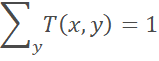 ∑_y T(x, y) = 1